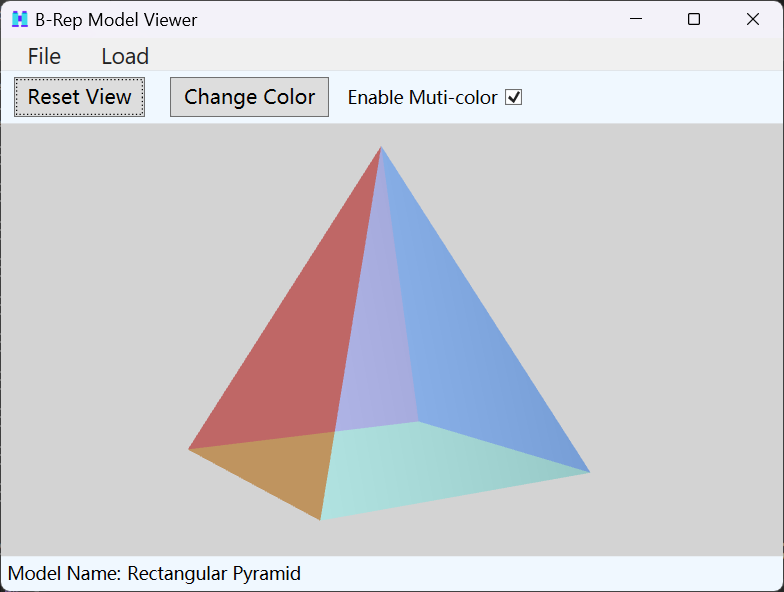 B-Rep Model Viewer
File Load
Reset View Change Color Enable Muti-color
Model Name: Rectangular Pyramid